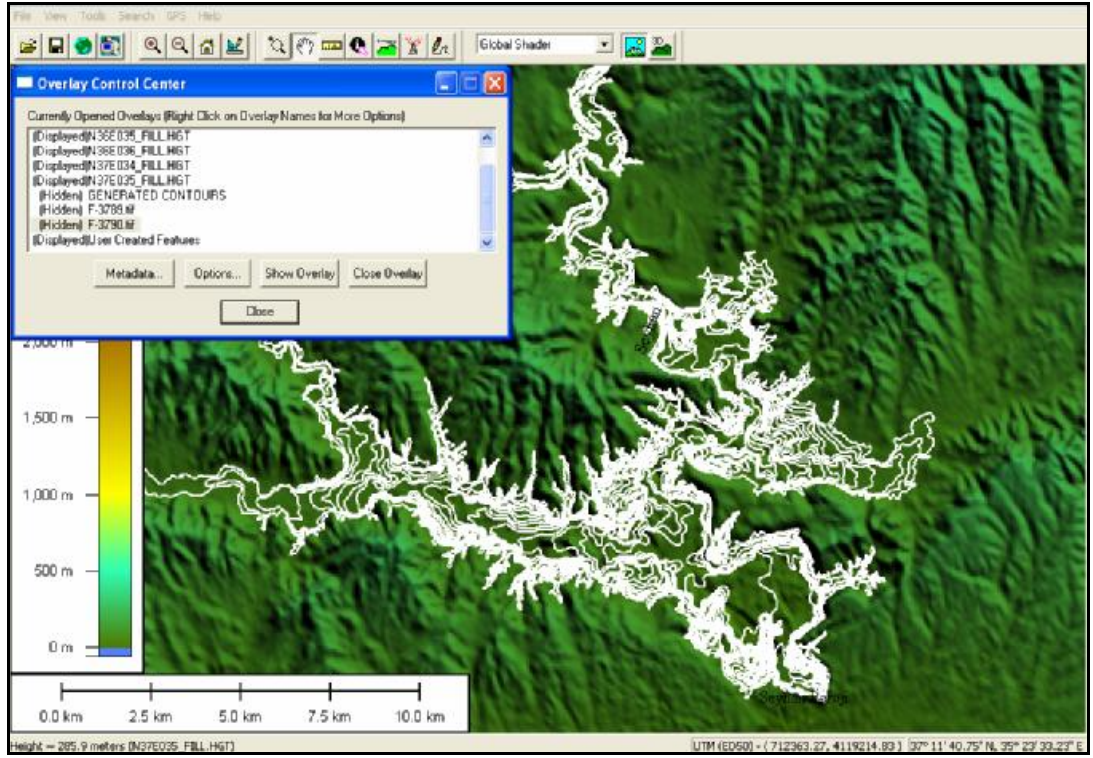 File View Tools Search GPS Help
Global Shader
3D
Overlay Control Center
Currently Opened Overlays (Right Click on Overlay Names for More Options)
(Displayed)N36E035_FILL.HGT
(Displayed)N36E036_FILL.HGT
(Displayed)N37E034_FILL.HGT
(Displayed)N37E035_FILL.HGT
(Hidden) GENERATED CONTOURS
(Hidden) F-3789.tif
(Hidden) F-3790.tif
(Displayed)User Created Features
Metadata... Options... Show Overlay Close Overlay
Close
2,000 m
1,500 m
1,000 m
500 m
0 m
0.0 km 2.5 km 5.0 km 7.5 km 10.0 km
Height = 285.9 meters (N37E035_FILL.HGT)
UTM (ED50) - ( 712363.27, 4119214.83 ) 37° 11' 40.75" N, 35° 23' 33.23" E